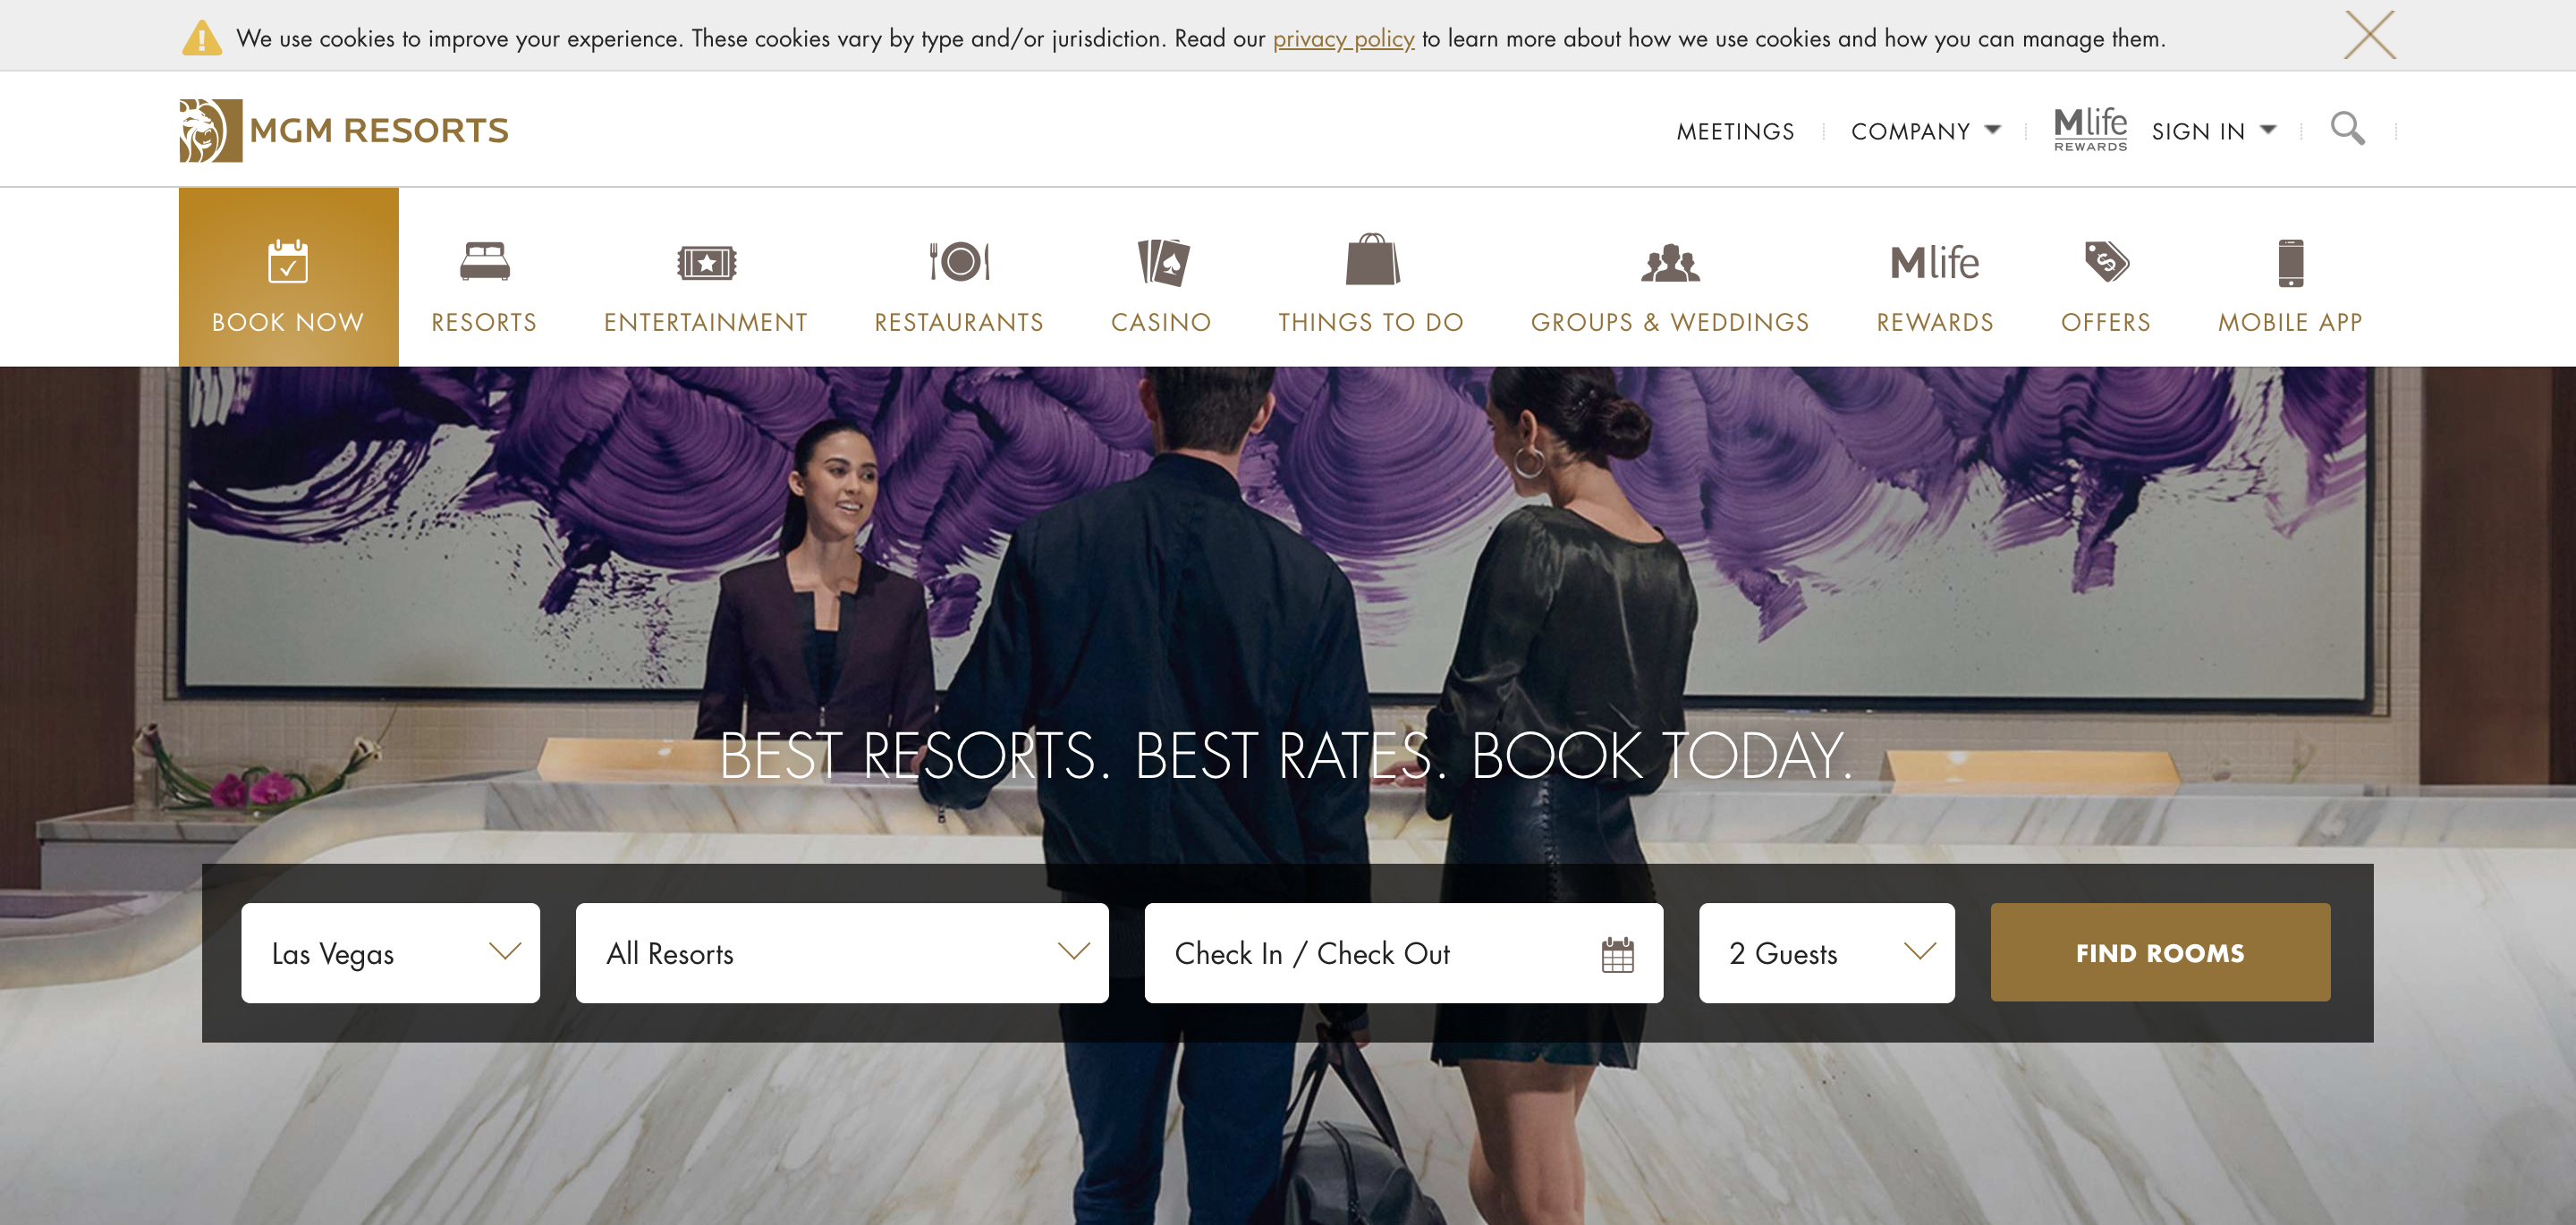 We use cookies to improve your experience. These cookies vary by type and/or jurisdiction. Read our privacy policy to learn more about how we use cookies and how you can manage them.
MGM RESORTS
MEETINGS
COMPANY
Mlife
REWARDS
SIGN IN
BOOK NOW
RESORTS
ENTERTAINMENT
RESTAURANTS
CASINO
THINGS TO DO
GROUPS & WEDDINGS
Mlife
REWARDS
OFFERS
MOBILE APP
BEST RESORTS. BEST RATES. BOOK TODAY.
Las Vegas
All Resorts
Check In / Check Out
2 Guests
FIND ROOMS